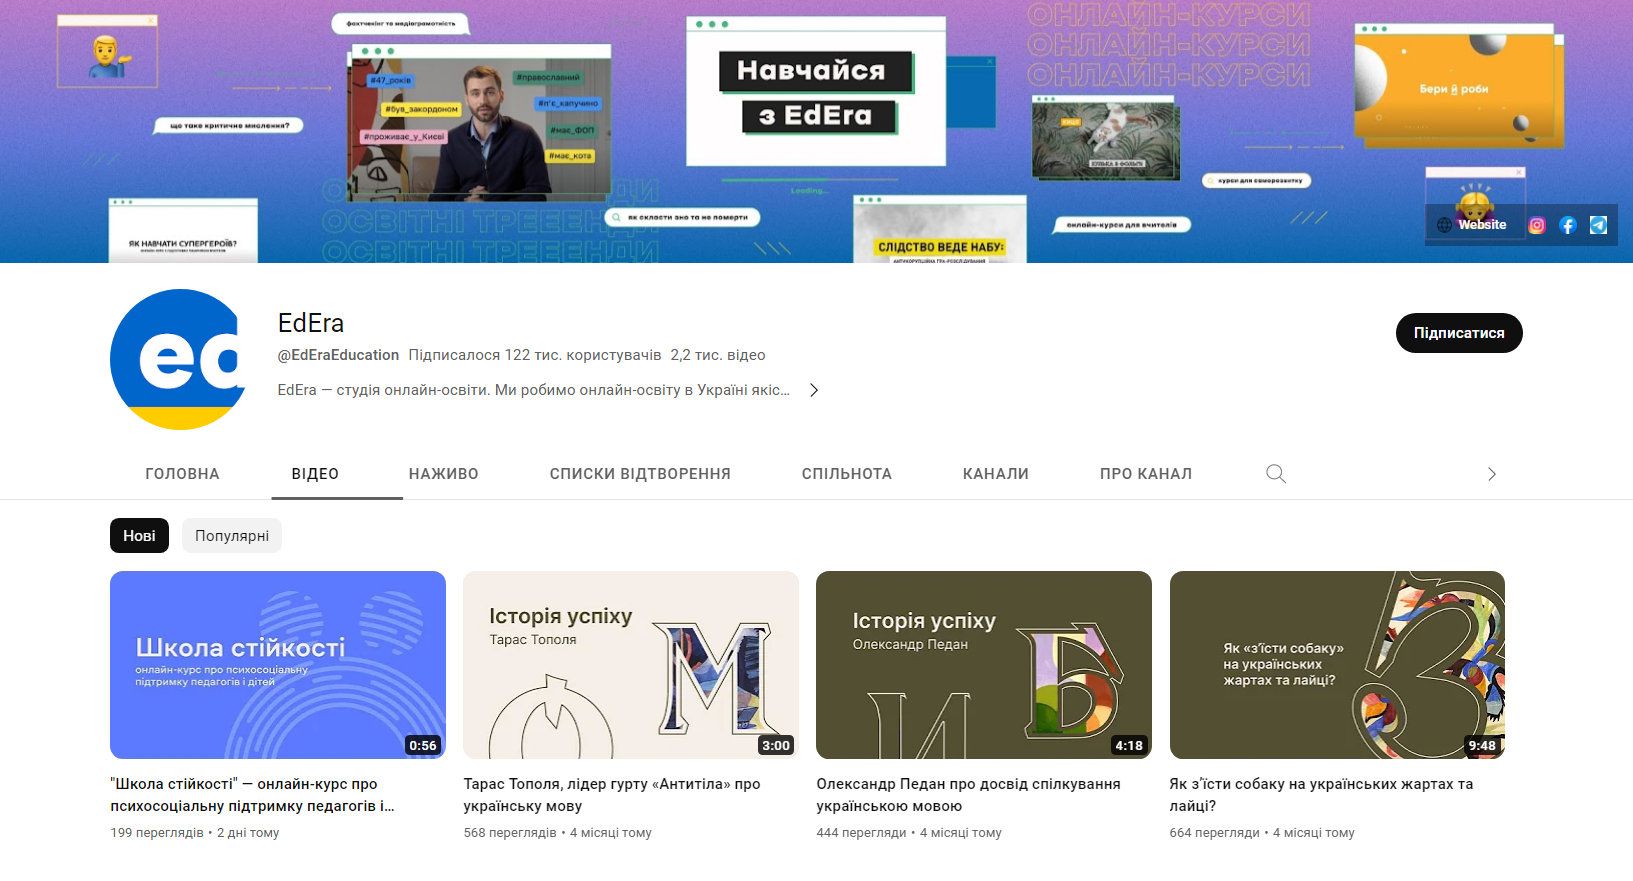 фактчекінг та медіаграмотність
ОНЛАЙН-КУРСИ
ОНЛАЙН-КУРСИ
ОНЛАЙН-КУРСИ
#47_років
#православний
#був_закордоном
#п'є_капучино
#проживає_у_Києві
#має_ФОП
#має_кота
що таке критичне мислення?
Навчайся
з EdEra
Loading...
Бери й роби
КУЛЬКА З ФОЛЬГИ
курси для саморозвитку
ОСВІТНІ ТРЕЕЕНДИ
ОСВІТНІ ТРЕЕЕНДИ
як скласти зно та не померти
онлайн-курси для вчителів
ЯК НАВЧАТИ СУПЕРГЕРОЇВ?
СЛІДСТВО ВЕДЕ НАБУ:
АНТИКОРУПЦІЙНА ГРА-РОЗСЛІДУВАННЯ
Website
ed
EdEra
@EdEraEducation Підписалося 122 тис. користувачів 2,2 тис. відео
EdEra — студія онлайн-освіти. Ми робимо онлайн-освіту в Україні якіс...
Підписатися
ГОЛОВНА ВІДЕО НАЖИВО СПИСКИ ВІДТВОРЕННЯ СПІЛЬНОТА КАНАЛИ ПРО КАНАЛ
Нові Популярні
Школа стійкості
онлайн-курс про психосоціальну
підтримку педагогів і дітей
0:56
"Школа стійкості" — онлайн-курс про
психосоціальну підтримку педагогів і...
199 переглядів • 2 дні тому
Історія успіху
Тарас Тополя
М
3:00
Тарас Тополя, лідер гурту «Антитіла» про
українську мову
568 переглядів • 4 місяці тому
Історія успіху
Олександр Педан
И Б
4:18
Олександр Педан про досвід спілкування
українською мовою
444 перегляди • 4 місяці тому
Як «з’їсти собаку»
на українських
жартах та лайці?
9:48
Як з’їсти собаку на українських жартах та
лайці?
664 перегляди • 4 місяці тому